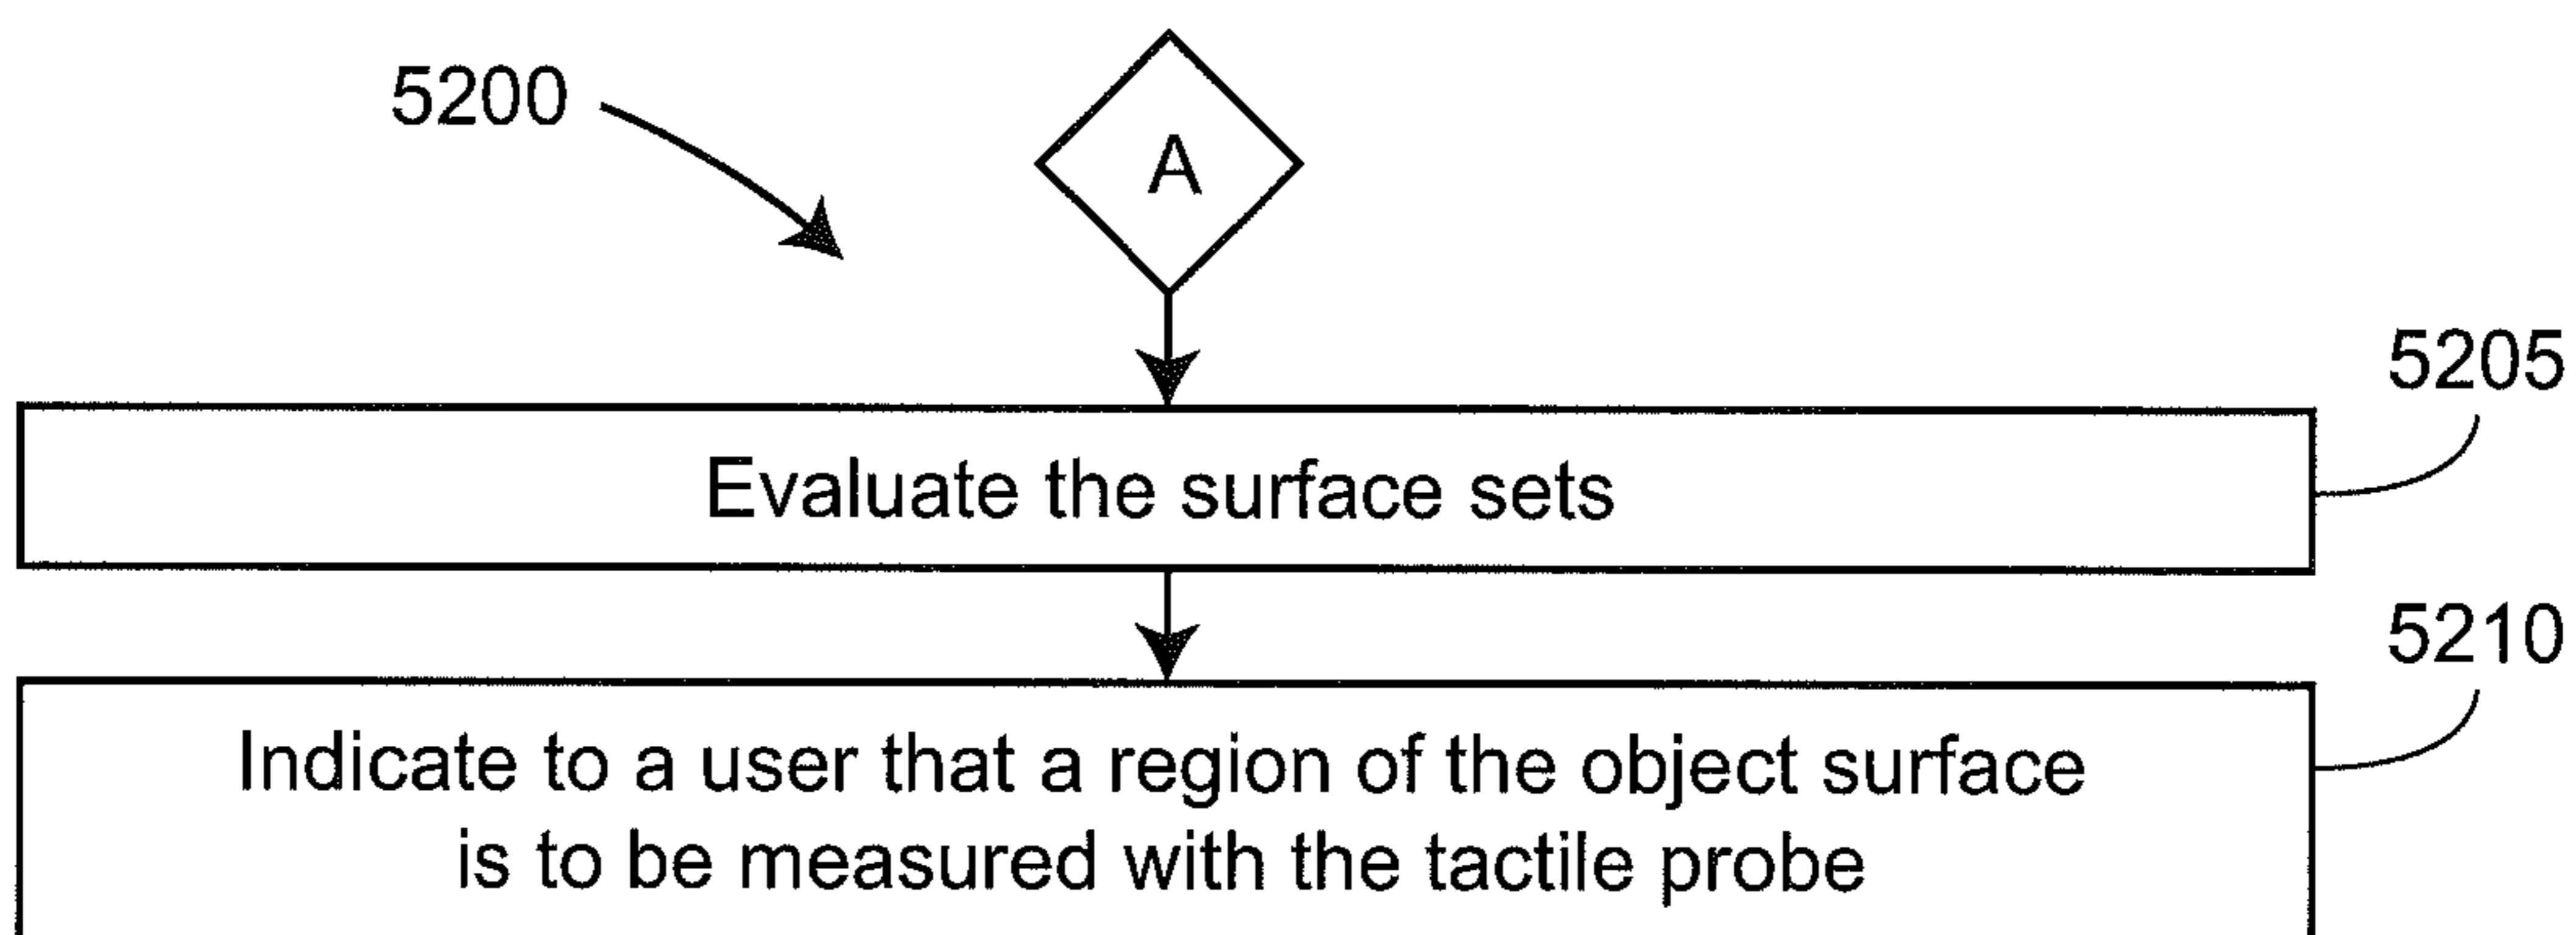 5200
A
5205
Evaluate the surface sets
5210
Indicate to a user that a region of the object surface
is to be measured with the tactile probe